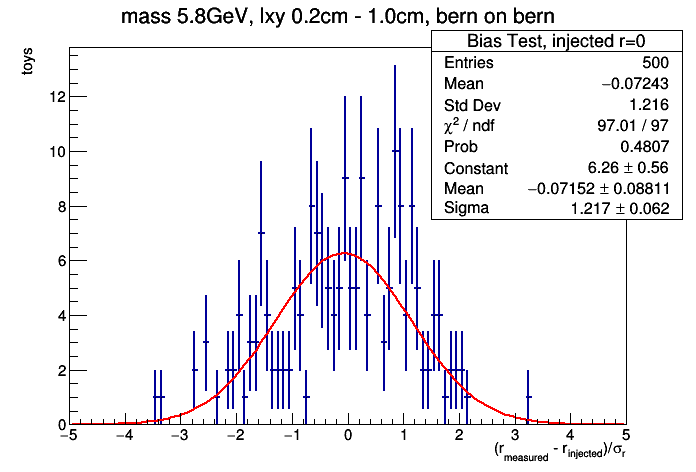 mass 5.8GeV, lxy 0.2cm - 1.0cm, bern on bern
toys
Bias Test, injected r=0
Entries 500
Mean −0.07243
Std Dev 1.216
χ² / ndf 97.01 / 97
Prob 0.4807
Constant 6.26 ± 0.56
Mean −0.07152 ± 0.08811
Sigma 1.217 ± 0.062
12
10
8
6
4
2
0
−5 −4 −3 −2 −1 0 1 2 3 4 5
(r_measured - r_injected)/σ_r